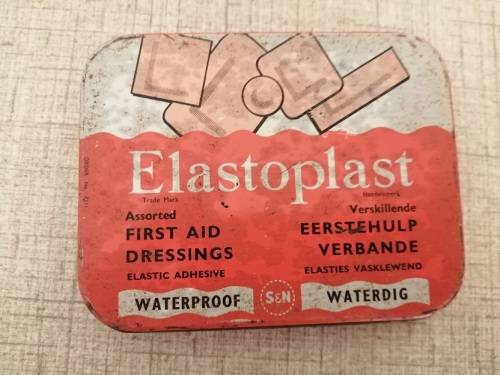 Elastoplast
Trade Mark
Handelsmerk
Assorted
FIRST AID
DRESSINGS
ELASTIC ADHESIVE
WATERPROOF
Verskillende
EERSTEHULP
VERBANDE
ELASTIES VASKLEWEND
WATERDIG
S&N